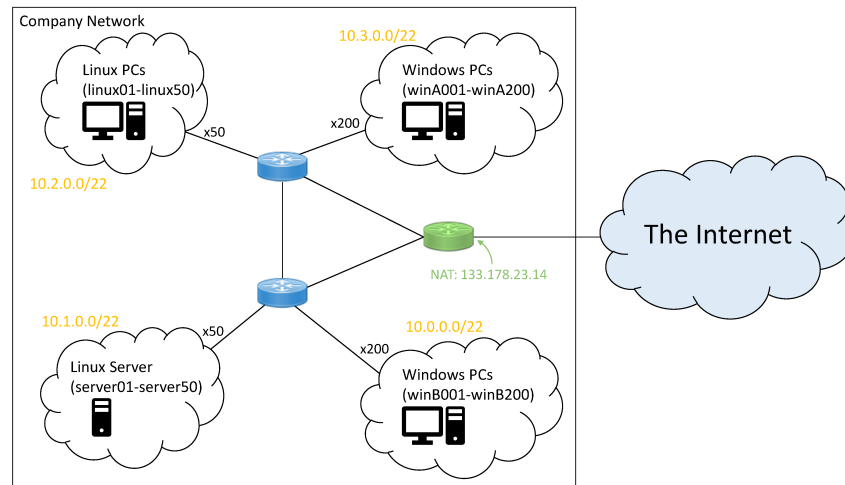 Company Network
Linux PCs
(linux01-linux50)
x50
10.2.0.0/22
10.3.0.0/22
Windows PCs
(winA001-winA200)
x200
NAT: 133.178.23.14
The Internet
10.1.0.0/22
x50
Linux Server
(server01-server50)
10.0.0.0/22
x200
Windows PCs
(winB001-winB200)